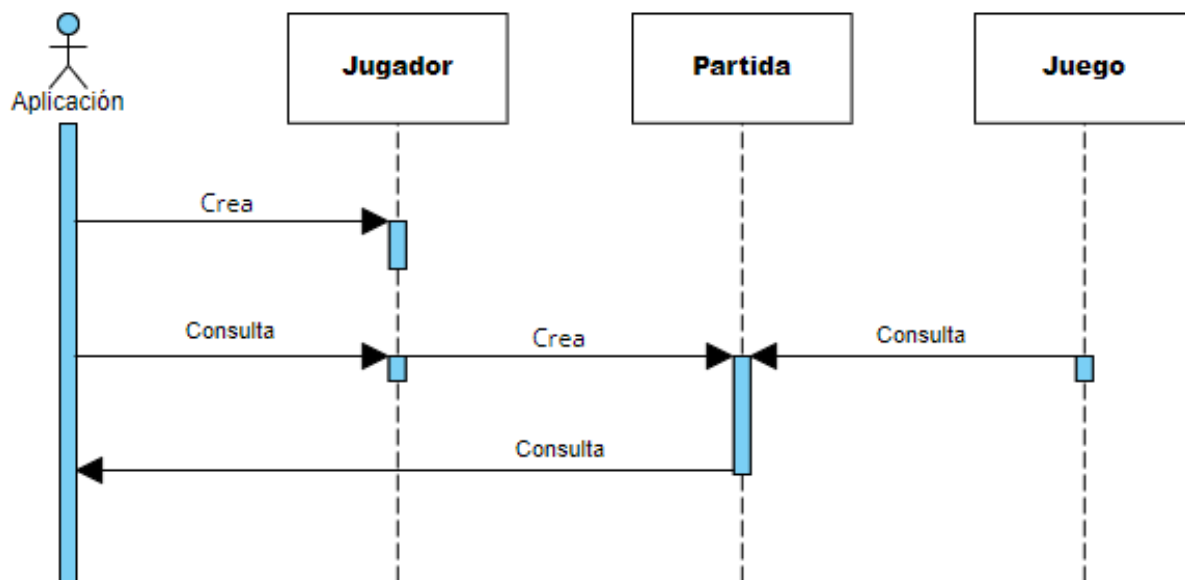 Jugador
Partida
Juego
Aplicación
Crea
Consulta
Crea
Consulta
Consulta